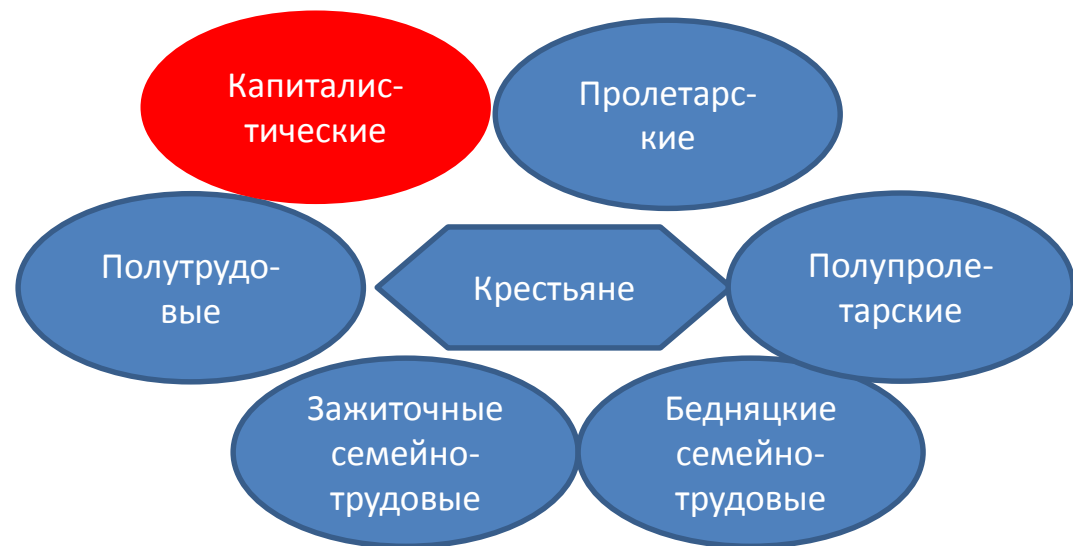 Капиталис-
тические
Пролетарс-
кие
Полутрудо-
вые
Крестьяне
Полупроле-
тарские
Зажиточные
семейно-
трудовые
Бедняцкие
семейно-
трудовые